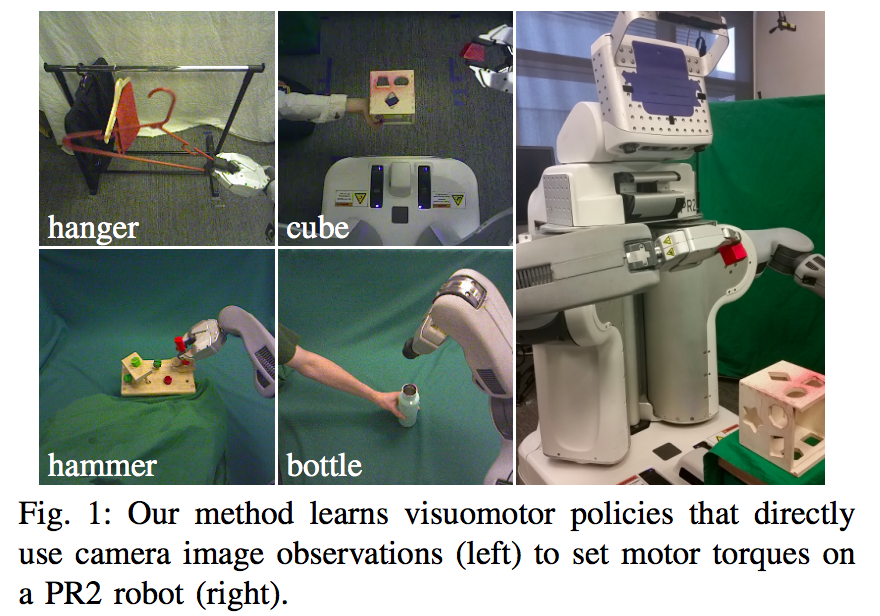 hanger
cube
PR2
hammer
bottle
Fig. 1: Our method learns visuomotor policies that directly
use camera image observations (left) to set motor torques on
a PR2 robot (right).